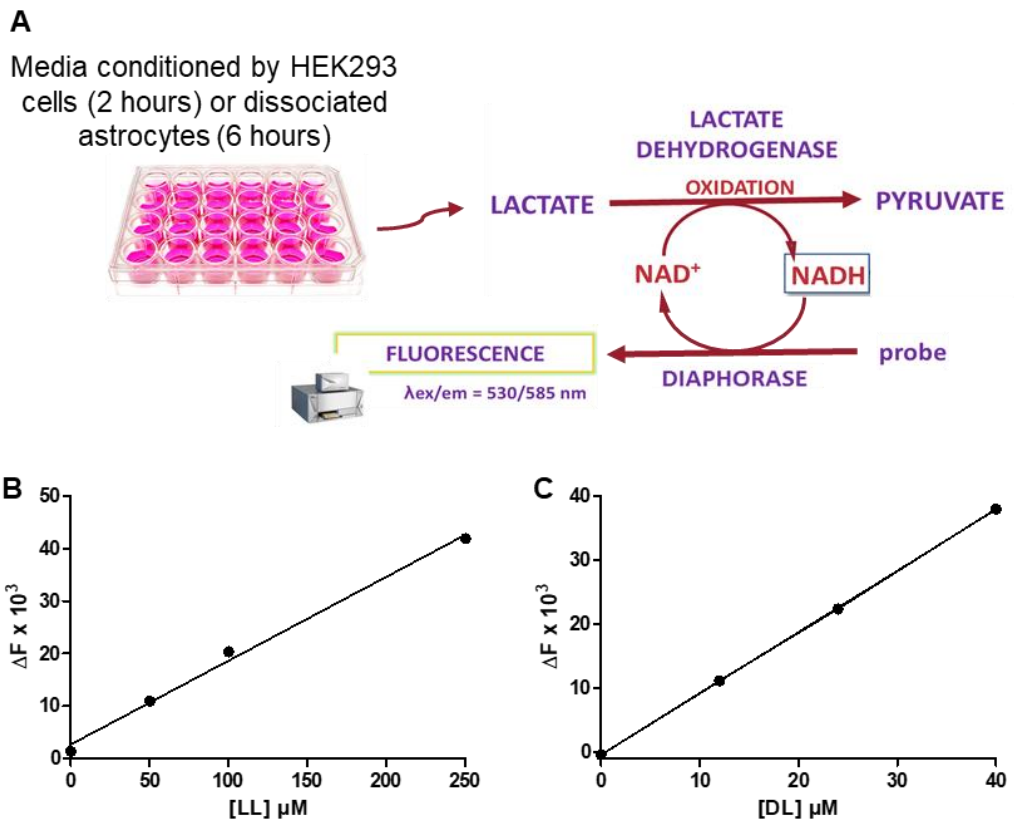 A
Media conditioned by HEK293
cells (2 hours) or dissociated
astrocytes (6 hours)
LACTATE
DEHYDROGENASE
OXIDATION
LACTATE
PYRUVATE
NAD⁺
NADH
FLUORESCENCE
probe
DIAPHORASE
λex/em = 530/585 nm
B
50
40
30
20
10
0
ΔF x 10³
0
50
100
150
200
250
[LL] µM
C
40
30
20
10
0
ΔF x 10³
0
10
20
30
40
[DL] µM